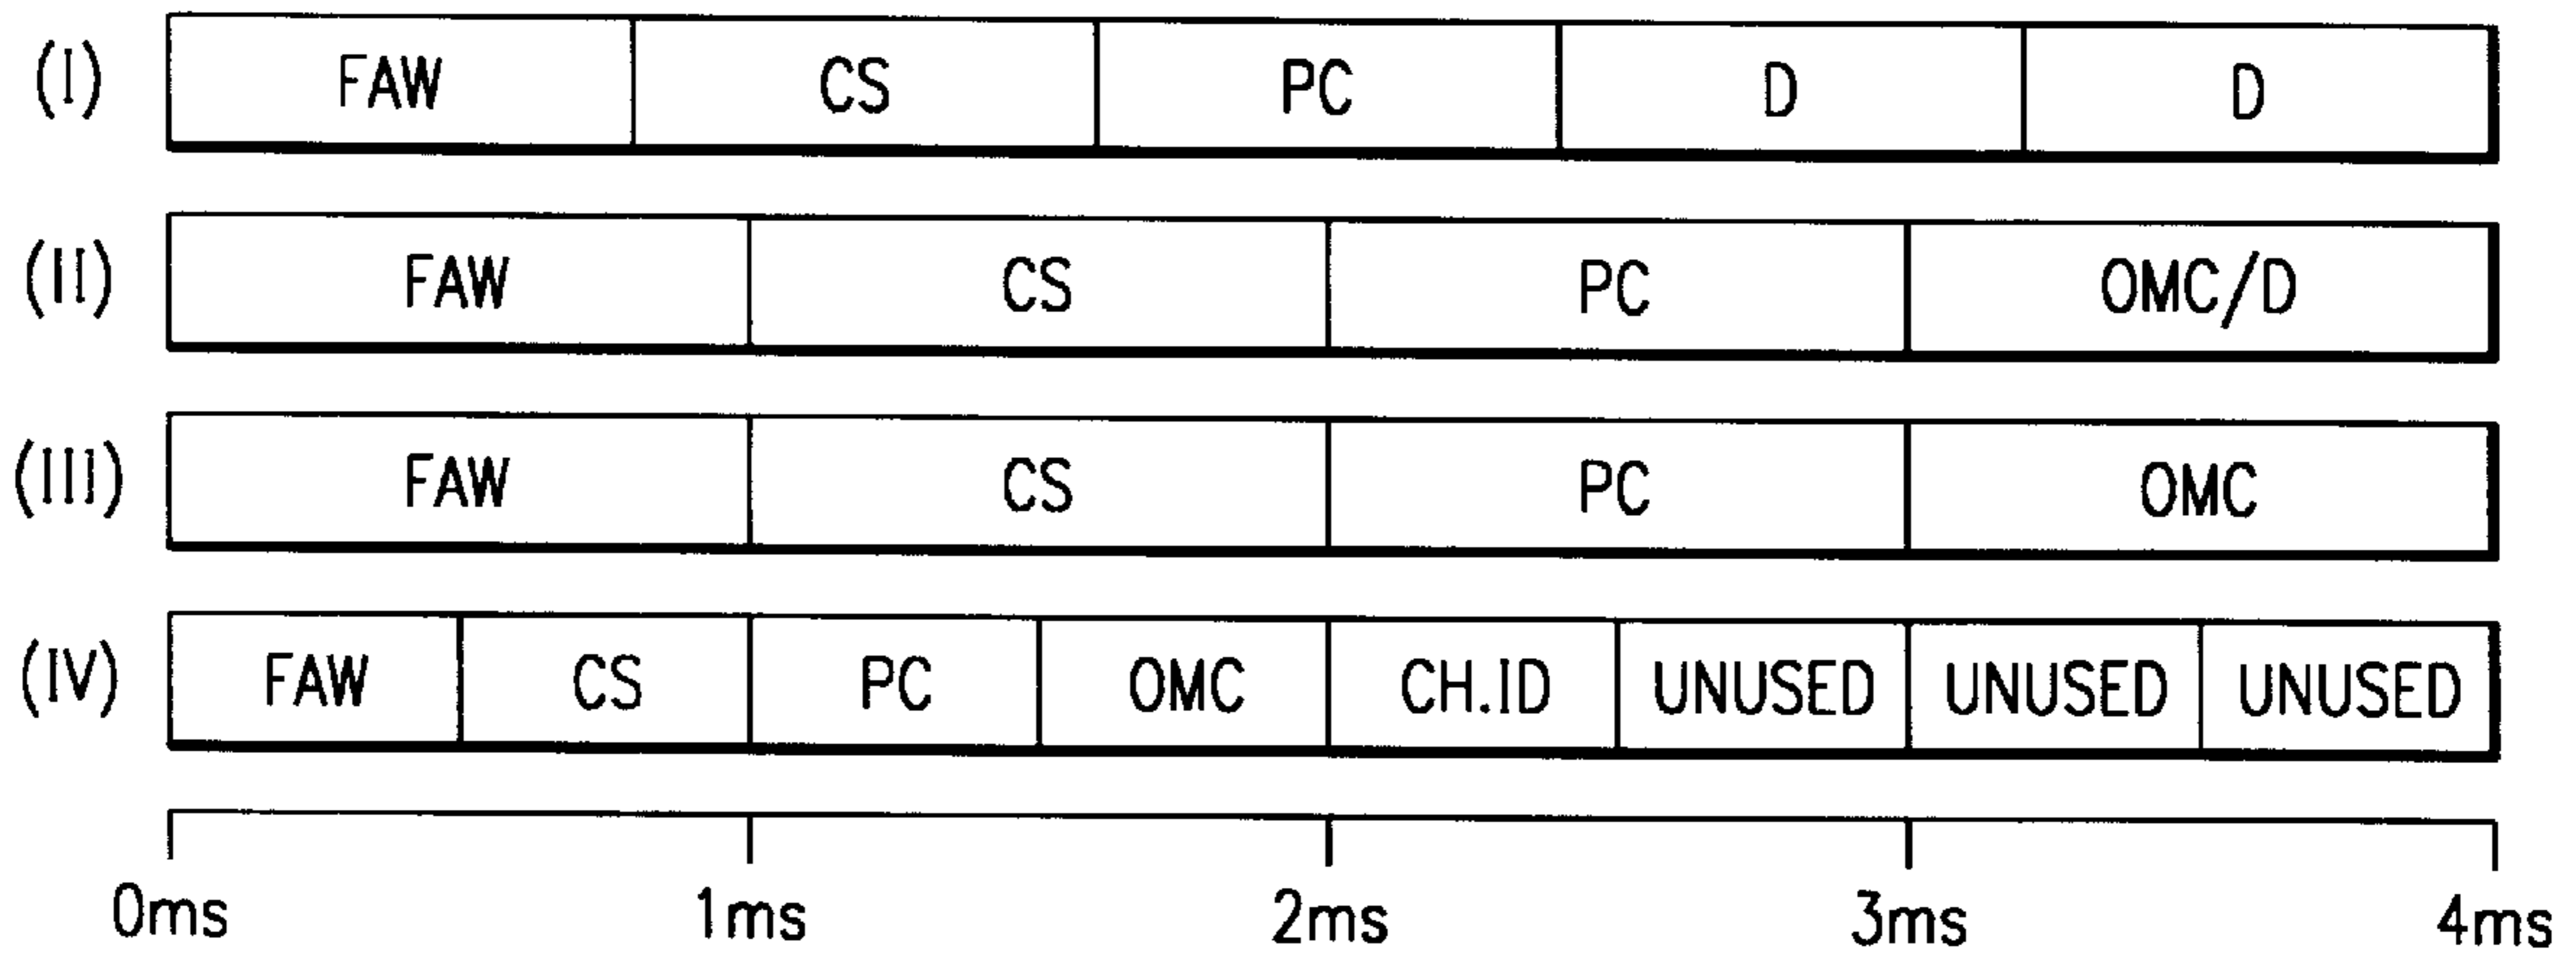 (I) FAW CS PC D D
(II) FAW CS PC OMC/D
(III) FAW CS PC OMC
(IV) FAW CS PC OMC CH.ID UNUSED UNUSED UNUSED
0ms 1ms 2ms 3ms 4ms